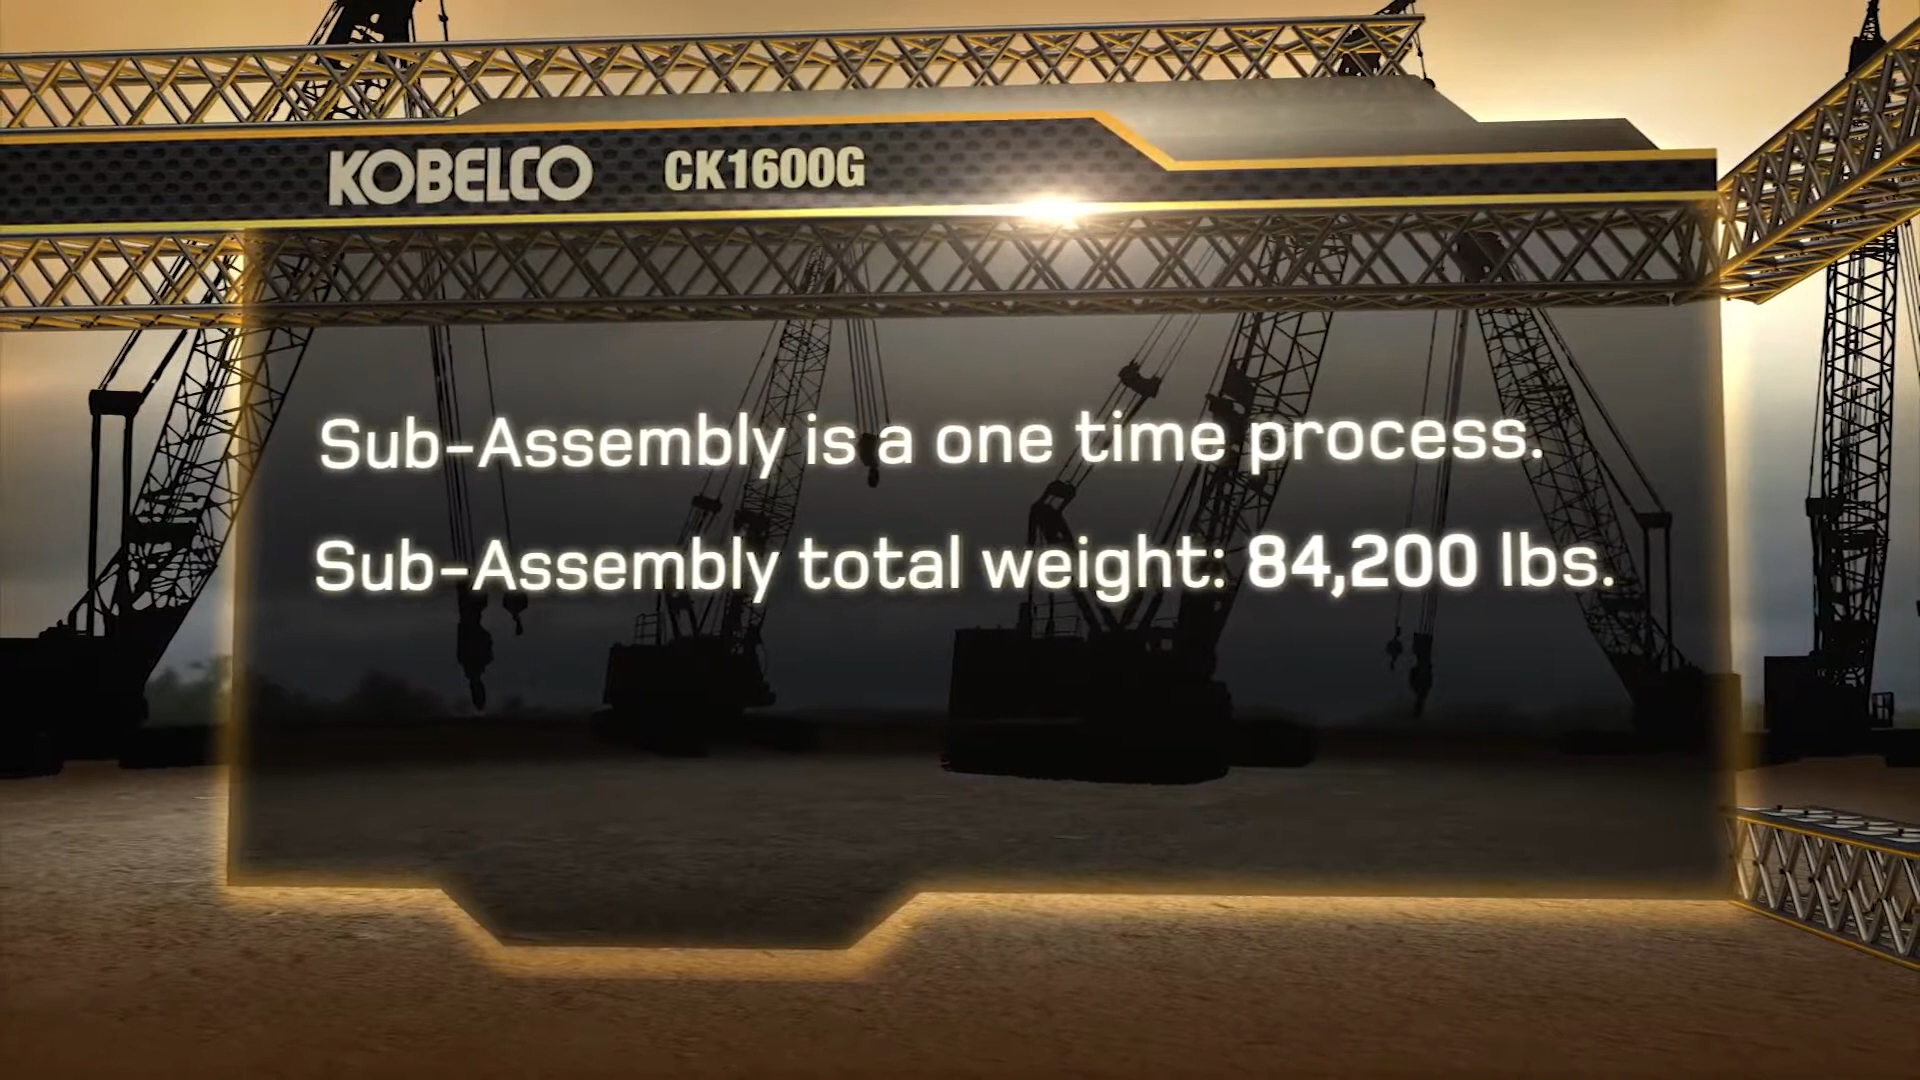 KOBELCO CK1600G
Sub-Assembly is a one time process.
Sub-Assembly total weight: 84,200 lbs.